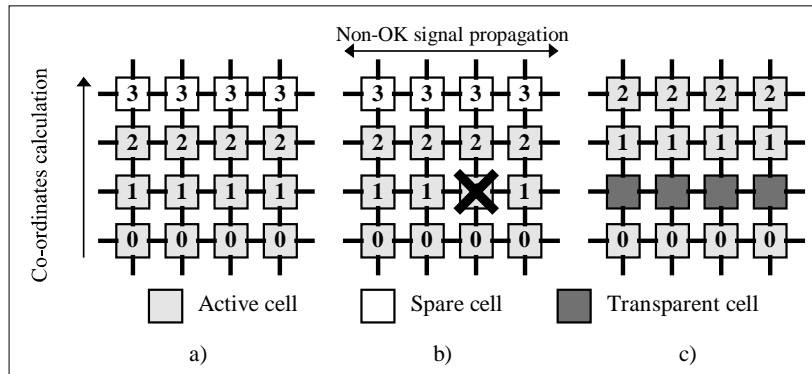 Non-OK signal propagation
Co-ordinates calculation
3 3 3 3
2 2 2 2
1 1 1 1
0 0 0 0
3 3 3 3
2 2 2 2
1 1 1
0 0 0 0
2 2 2 2
1 1 1 1
0 0 0 0
Active cell
Spare cell
Transparent cell
a)
b)
c)